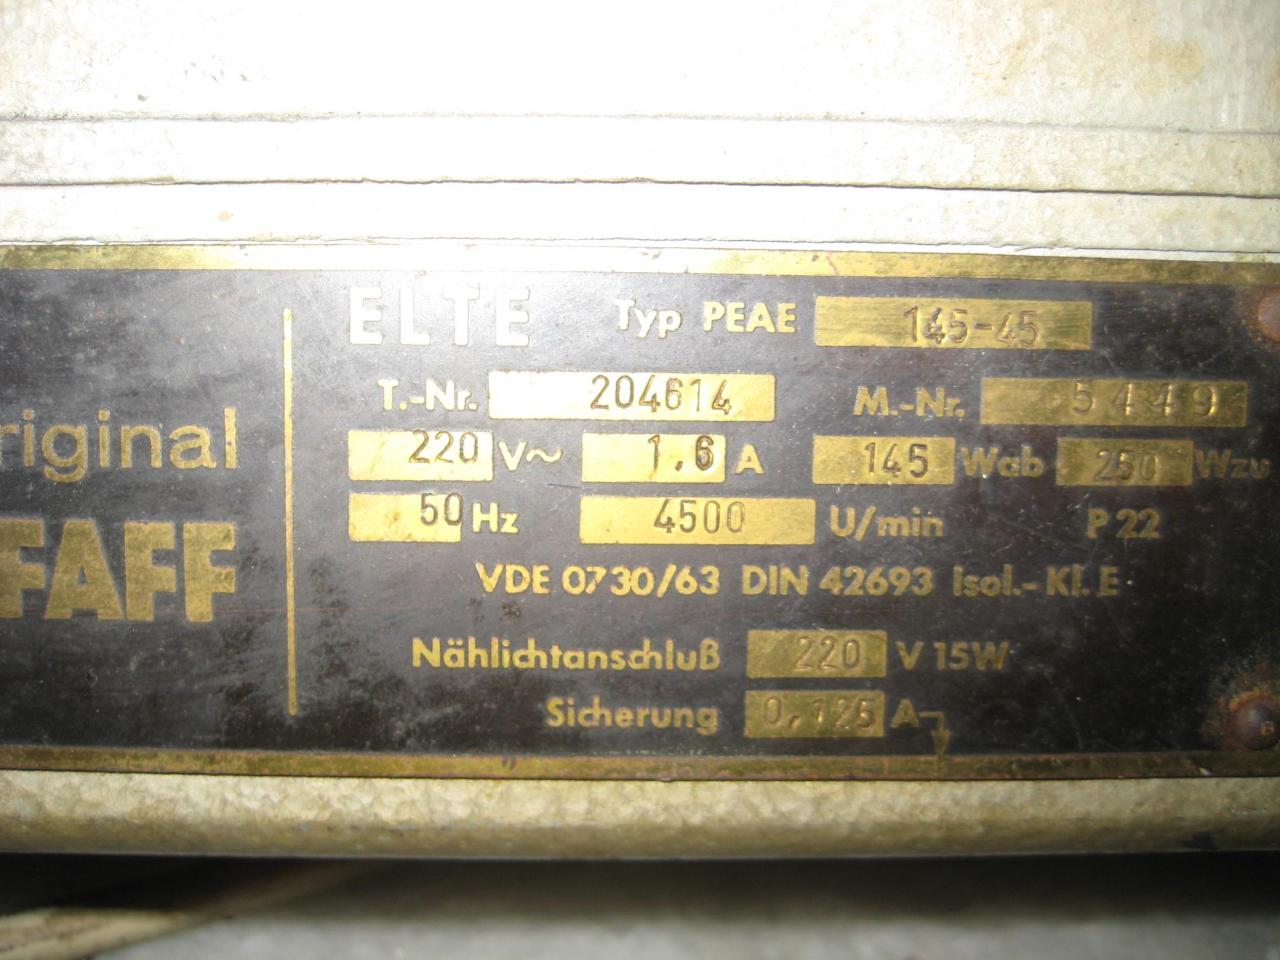 riginal
FAFF
ELTE Typ PEAE 145-45
T.-Nr. 204614 M.-Nr. 5449
220 V~ 1,6 A 145 Wab 250 Wzu
50 Hz 4500 U/min P 22
VDE 0730/63 DIN 42693 Isol.-Kl. E
Nählichtanschluß 220 V 15W
Sicherung 0,125 A